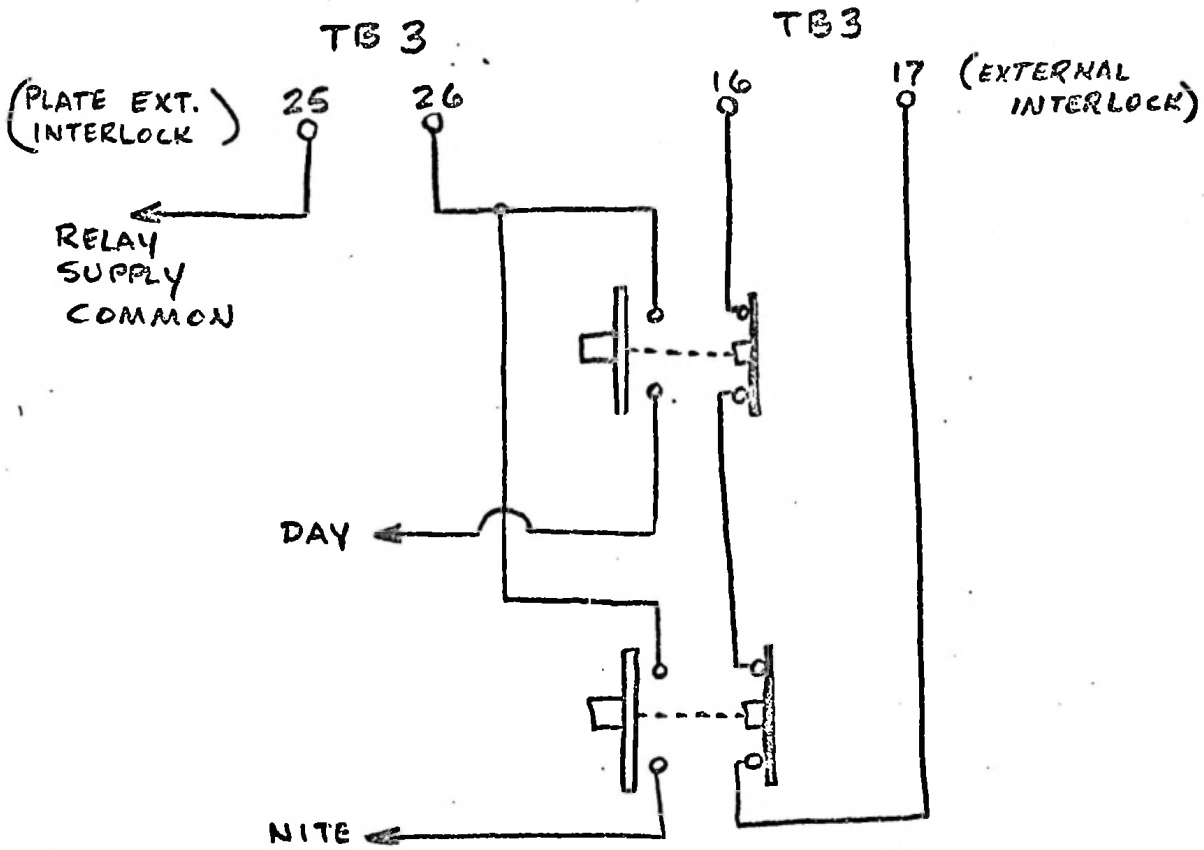 TB 3
TB3
(PLATE EXT. INTERLOCK)
25
26
16
17
(EXTERNAL INTERLOCK)
RELAY
SUPPLY
COMMON
DAY
NITE